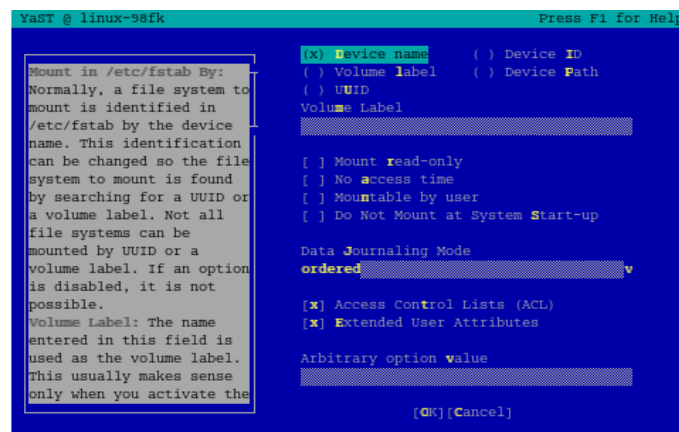 YaST @ linux-98fk Press F1 for Help
Mount in /etc/fstab By:
Normally, a file system to
mount is identified in
/etc/fstab by the device
name. This identification
can be changed so the file
system to mount is found
by searching for a UUID or
a volume label. Not all
file systems can be
mounted by UUID or a
volume label. If an option
is disabled, it is not
possible.
Volume Label: The name
entered in this field is
used as the volume label.
This usually makes sense
only when you activate the
(x) Device name ( ) Device ID
( ) Volume label ( ) Device Path
( ) UUID
Volume Label
[ ] Mount read-only
[ ] No access time
[ ] Mountable by user
[ ] Do Not Mount at System Start-up
Data Journaling Mode
ordered v
[x] Access Control Lists (ACL)
[x] Extended User Attributes
Arbitrary option value
[OK][Cancel]